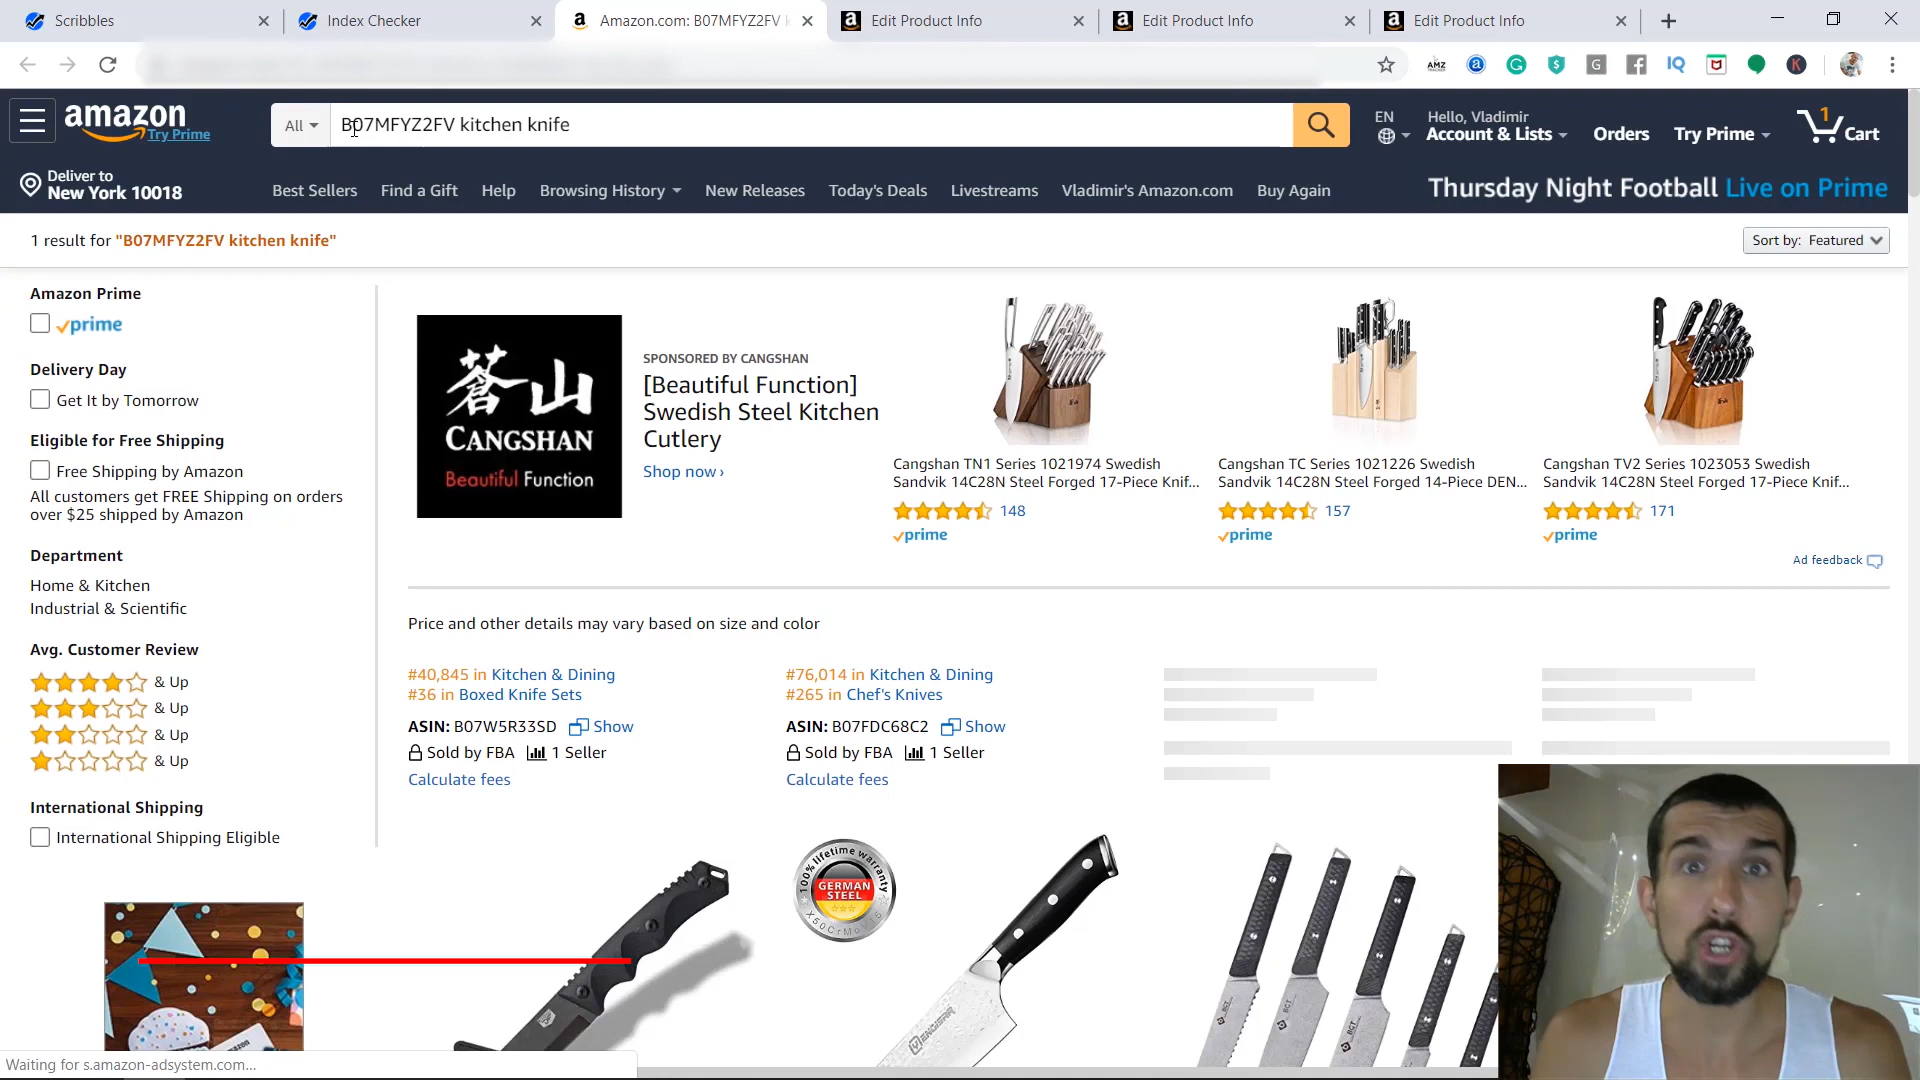 Scribbles
Index Checker
Amazon.com: B07MFYZ2FV k
Edit Product Info
Edit Product Info
Edit Product Info
amazon
Try Prime
All
B07MFYZ2FV kitchen knife
EN
Hello, Vladimir
Account & Lists
Orders
Try Prime
1
Cart
Deliver to
New York 10018
Best Sellers
Find a Gift
Help
Browsing History
New Releases
Today's Deals
Livestreams
Vladimir's Amazon.com
Buy Again
Thursday Night Football Live on Prime
1 result for "B07MFYZ2FV kitchen knife"
Sort by: Featured
Amazon Prime
prime
Delivery Day
Get It by Tomorrow
Eligible for Free Shipping
Free Shipping by Amazon
All customers get FREE Shipping on orders
over $25 shipped by Amazon
Department
Home & Kitchen
Industrial & Scientific
Avg. Customer Review
& Up
& Up
& Up
& Up
International Shipping
International Shipping Eligible
蒼山
CANGSHAN
Beautiful Function
SPONSORED BY CANGSHAN
[Beautiful Function]
Swedish Steel Kitchen
Cutlery
Shop now ›
Cangshan TN1 Series 1021974 Swedish
Sandvik 14C28N Steel Forged 17-Piece Knif...
148
prime
Cangshan TC Series 1021226 Swedish
Sandvik 14C28N Steel Forged 14-Piece DEN...
157
prime
Cangshan TV2 Series 1023053 Swedish
Sandvik 14C28N Steel Forged 17-Piece Knif...
171
prime
Ad feedback
Price and other details may vary based on size and color
#40,845 in Kitchen & Dining
#36 in Boxed Knife Sets
ASIN: B07W5R33SD Show
Sold by FBA 1 Seller
Calculate fees
#76,014 in Kitchen & Dining
#265 in Chef's Knives
ASIN: B07FDC68C2 Show
Sold by FBA 1 Seller
Calculate fees
100% lifetime warranty
GERMAN
STEEL
BGT
BGT
BGT
Waiting for s.amazon-adsystem.com...